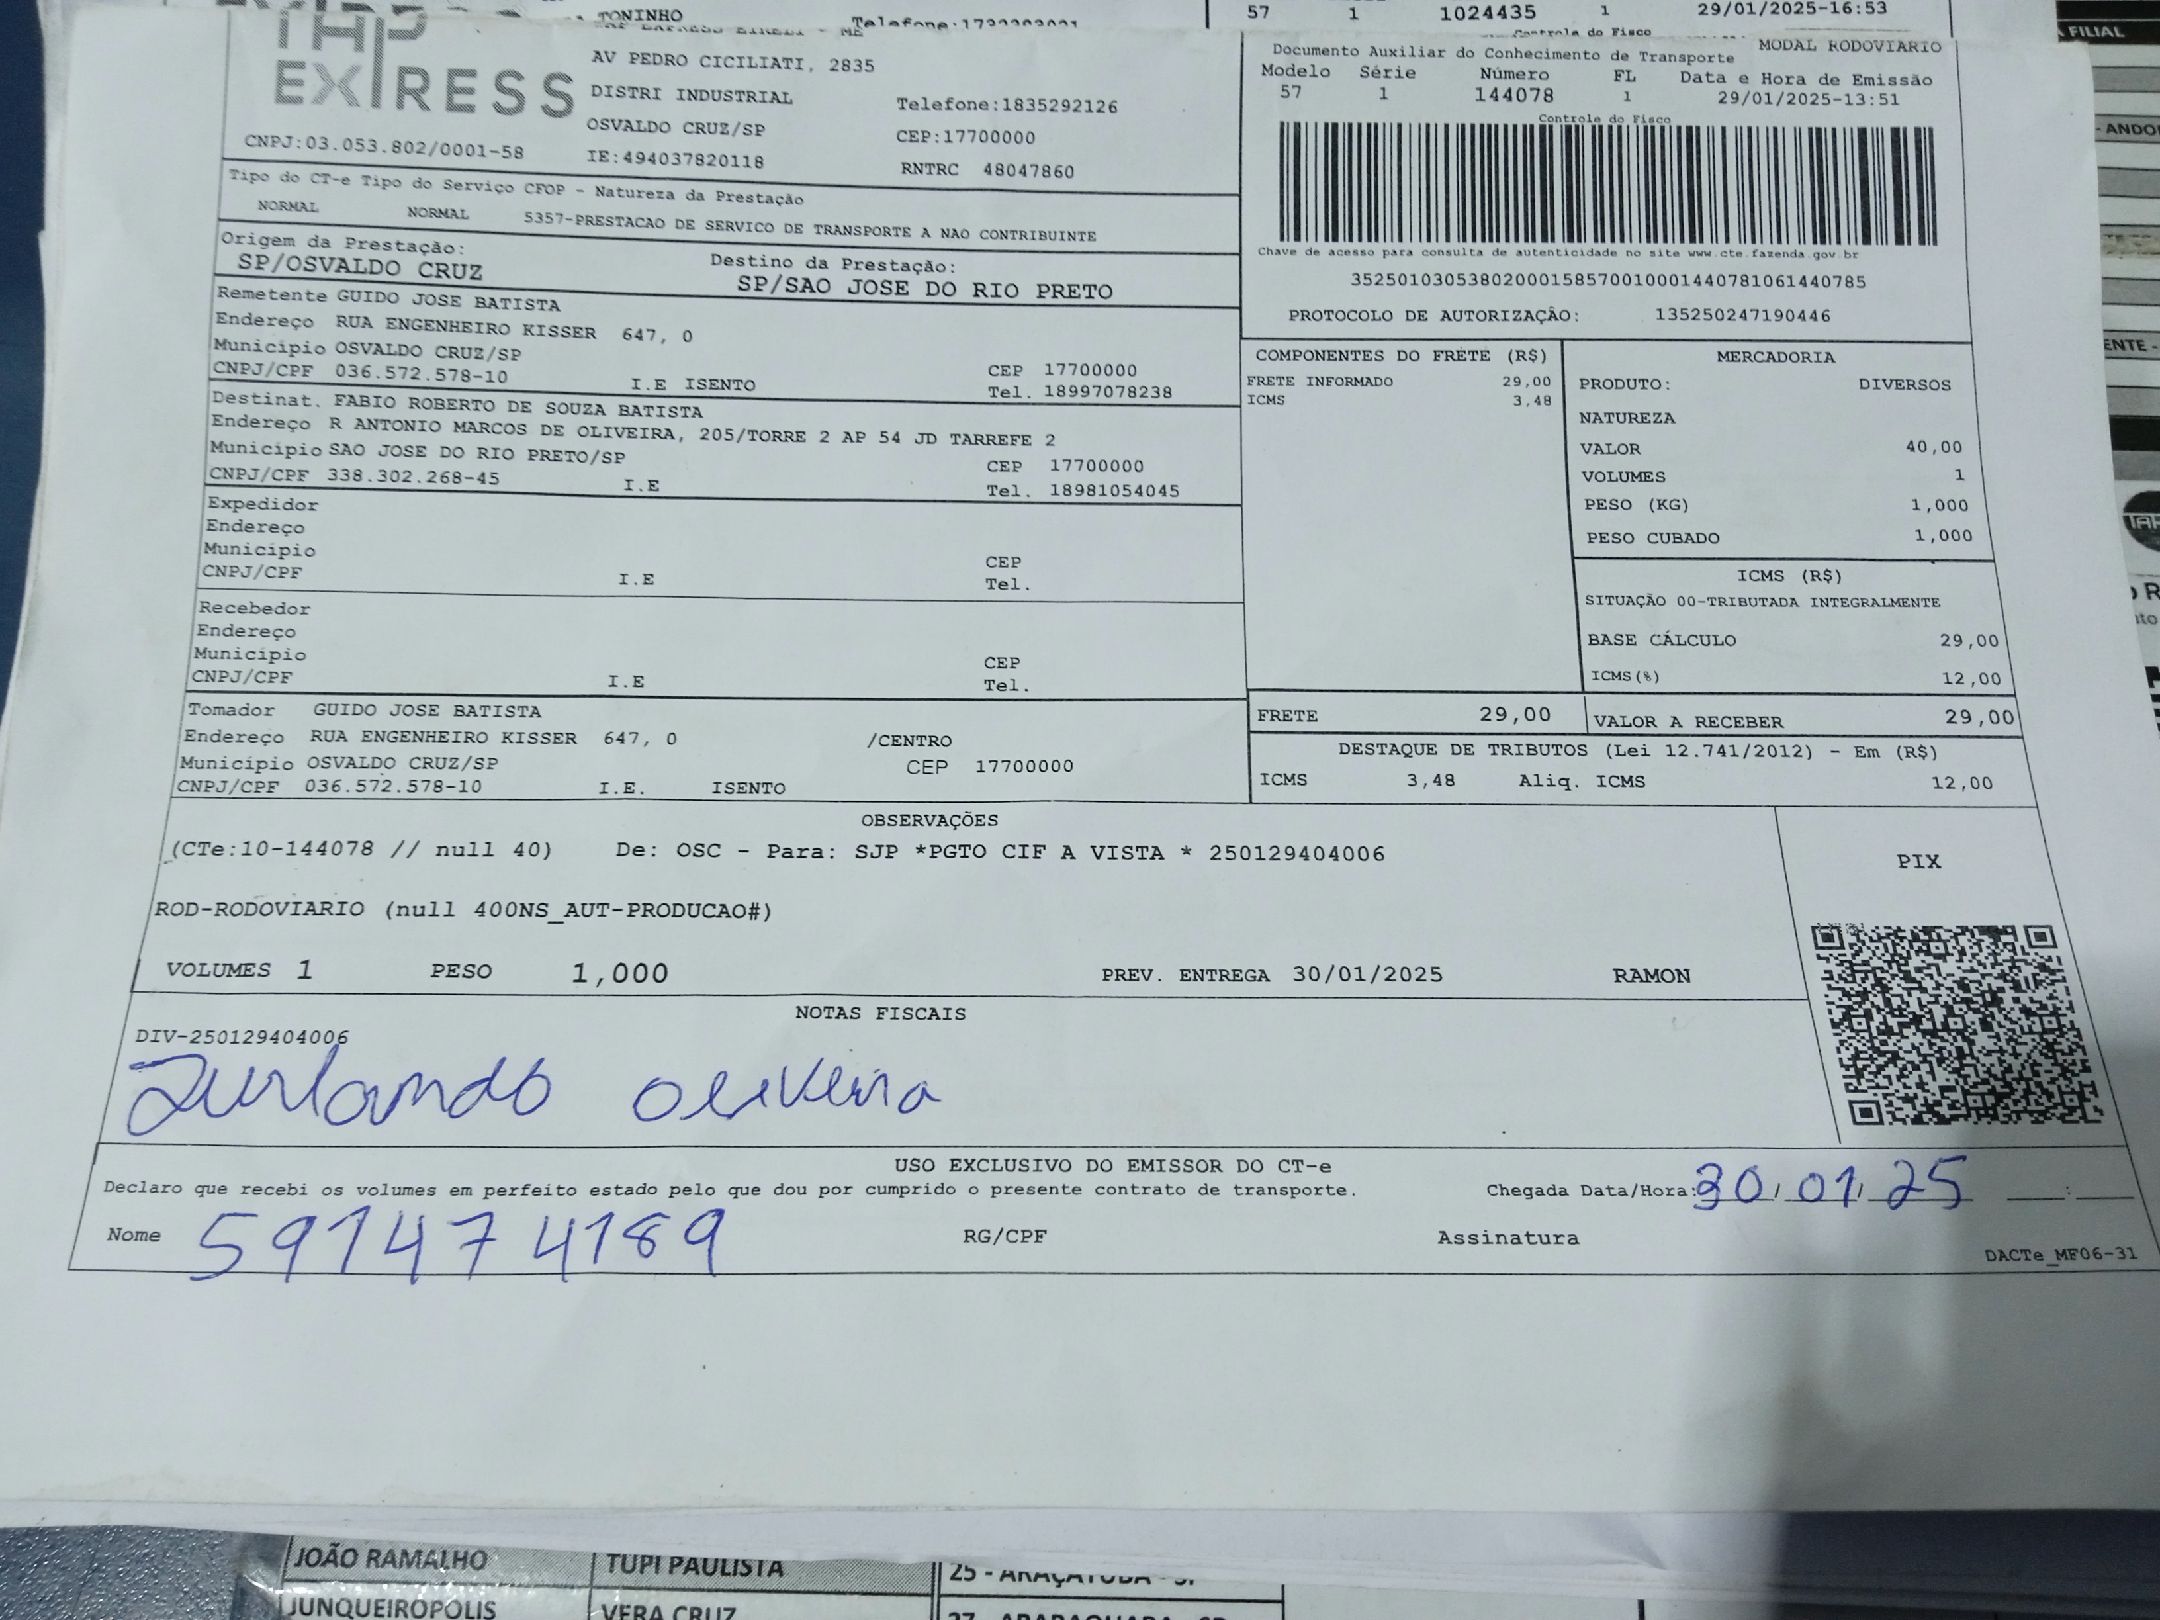 TONINHO
57 1 1024435 1 29/01/2025-16:53
TAP
EXPRESS
AV PEDRO CICILIATI, 2835
DISTRI INDUSTRIAL
Telefone:1835292126
OSVALDO CRUZ/SP
CEP:17700000
CNPJ:03.053.802/0001-58
IE:494037820118
RNTRC 48047860
Documento Auxiliar do Conhecimento de Transporte
MODAL RODOVIARIO
Modelo Série Número FL Data e Hora de Emissão
57 1 144078 1 29/01/2025-13:51
Controle do Fisco
Chave de acesso para consulta de autenticidade no site www.cte.fazenda.gov.br
35250103053802000158570010001440781061440785
PROTOCOLO DE AUTORIZAÇÃO: 135250247190446
Tipo do CT-e Tipo do Serviço CFOP - Natureza da Prestação
NORMAL NORMAL 5357-PRESTACAO DE SERVICO DE TRANSPORTE A NAO CONTRIBUINTE
Origem da Prestação:
SP/OSVALDO CRUZ
Destino da Prestação:
SP/SAO JOSE DO RIO PRETO
Remetente GUIDO JOSE BATISTA
Endereço RUA ENGENHEIRO KISSER 647, 0
Municipio OSVALDO CRUZ/SP CEP 17700000
CNPJ/CPF 036.572.578-10 I.E ISENTO Tel. 18997078238
Destinat. FABIO ROBERTO DE SOUZA BATISTA
Endereço R ANTONIO MARCOS DE OLIVEIRA, 205/TORRE 2 AP 54 JD TARREFE 2
Municipio SAO JOSE DO RIO PRETO/SP CEP 17700000
CNPJ/CPF 338.302.268-45 I.E Tel. 18981054045
Expedidor
Endereço
Municipio CEP
CNPJ/CPF I.E Tel.
Recebedor
Endereço
Municipio CEP
CNPJ/CPF I.E Tel.
Tomador GUIDO JOSE BATISTA
Endereço RUA ENGENHEIRO KISSER 647, 0 /CENTRO
Municipio OSVALDO CRUZ/SP CEP 17700000
CNPJ/CPF 036.572.578-10 I.E. ISENTO
COMPONENTES DO FRETE (R$)
FRETE INFORMADO 29,00
ICMS 3,48
MERCADORIA
PRODUTO: DIVERSOS
NATUREZA
VALOR 40,00
VOLUMES 1
PESO (KG) 1,000
PESO CUBADO 1,000
ICMS (R$)
SITUAÇÃO 00-TRIBUTADA INTEGRALMENTE
BASE CÁLCULO 29,00
ICMS(%) 12,00
FRETE 29,00 VALOR A RECEBER 29,00
DESTAQUE DE TRIBUTOS (Lei 12.741/2012) - Em (R$)
ICMS 3,48 Aliq. ICMS 12,00
OBSERVAÇÕES
(CTe:10-144078 // null 40) De: OSC - Para: SJP *PGTO CIF A VISTA * 250129404006
ROD-RODOVIARIO (null 400NS_AUT-PRODUCAO#)
VOLUMES 1 PESO 1,000 PREV. ENTREGA 30/01/2025 RAMON
PIX
NOTAS FISCAIS
DIV-250129404006
Oliveira
USO EXCLUSIVO DO EMISSOR DO CT-e
Declaro que recebi os volumes em perfeito estado pelo que dou por cumprido o presente contrato de transporte.
Chegada Data/Hora: 30/01/25 __:__
Nome 591474189 RG/CPF Assinatura
DACTe_MF06-31
JOÃO RAMALHO TUPI PAULISTA 25 - ARAÇATUBA - SP
JUNQUEIRÓPOLIS VERA CRUZ
FILIAL